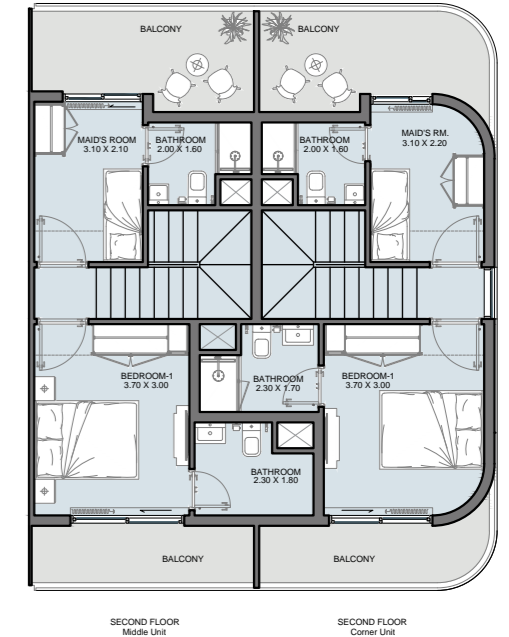 BALCONY
BALCONY
MAID'S ROOM
3.10 X 2.10
BATHROOM
2.00 X 1.60
BATHROOM
2.00 X 1.60
MAID'S RM.
3.10 X 2.20
BEDROOM-1
3.70 X 3.00
BATHROOM
2.30 X 1.70
BEDROOM-1
3.70 X 3.00
BATHROOM
2.30 X 1.80
BALCONY
BALCONY
SECOND FLOOR
Middle Unit
SECOND FLOOR
Corner Unit